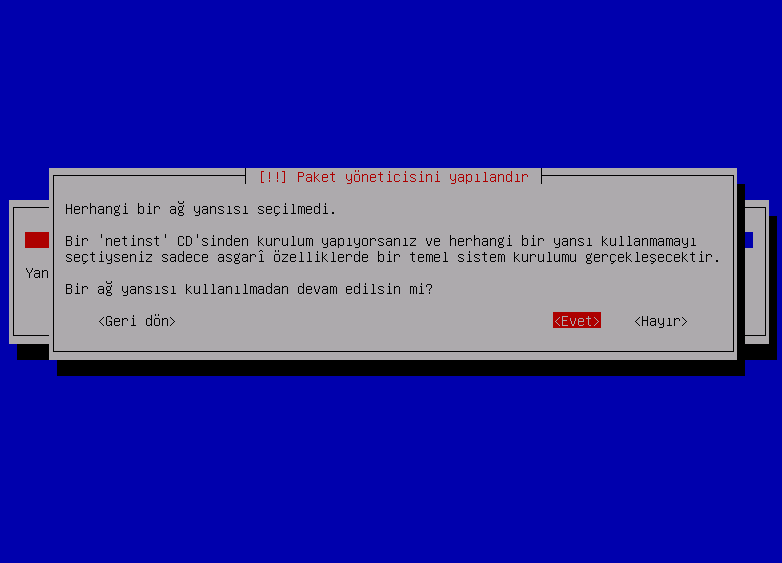 [!!] Paket yöneticisini yapılandır
Herhangi bir ağ yansısı seçilmedi.
Bir 'netinst' CD'sinden kurulum yapıyorsanız ve herhangi bir yansı kullanmamayı
seçtiyseniz sadece asgarî özelliklerde bir temel sistem kurulumu gerçekleşecektir.
Yan
Bir ağ yansısı kullanılmadan devam edilsin mi?
<Geri dön> <Evet> <Hayır>